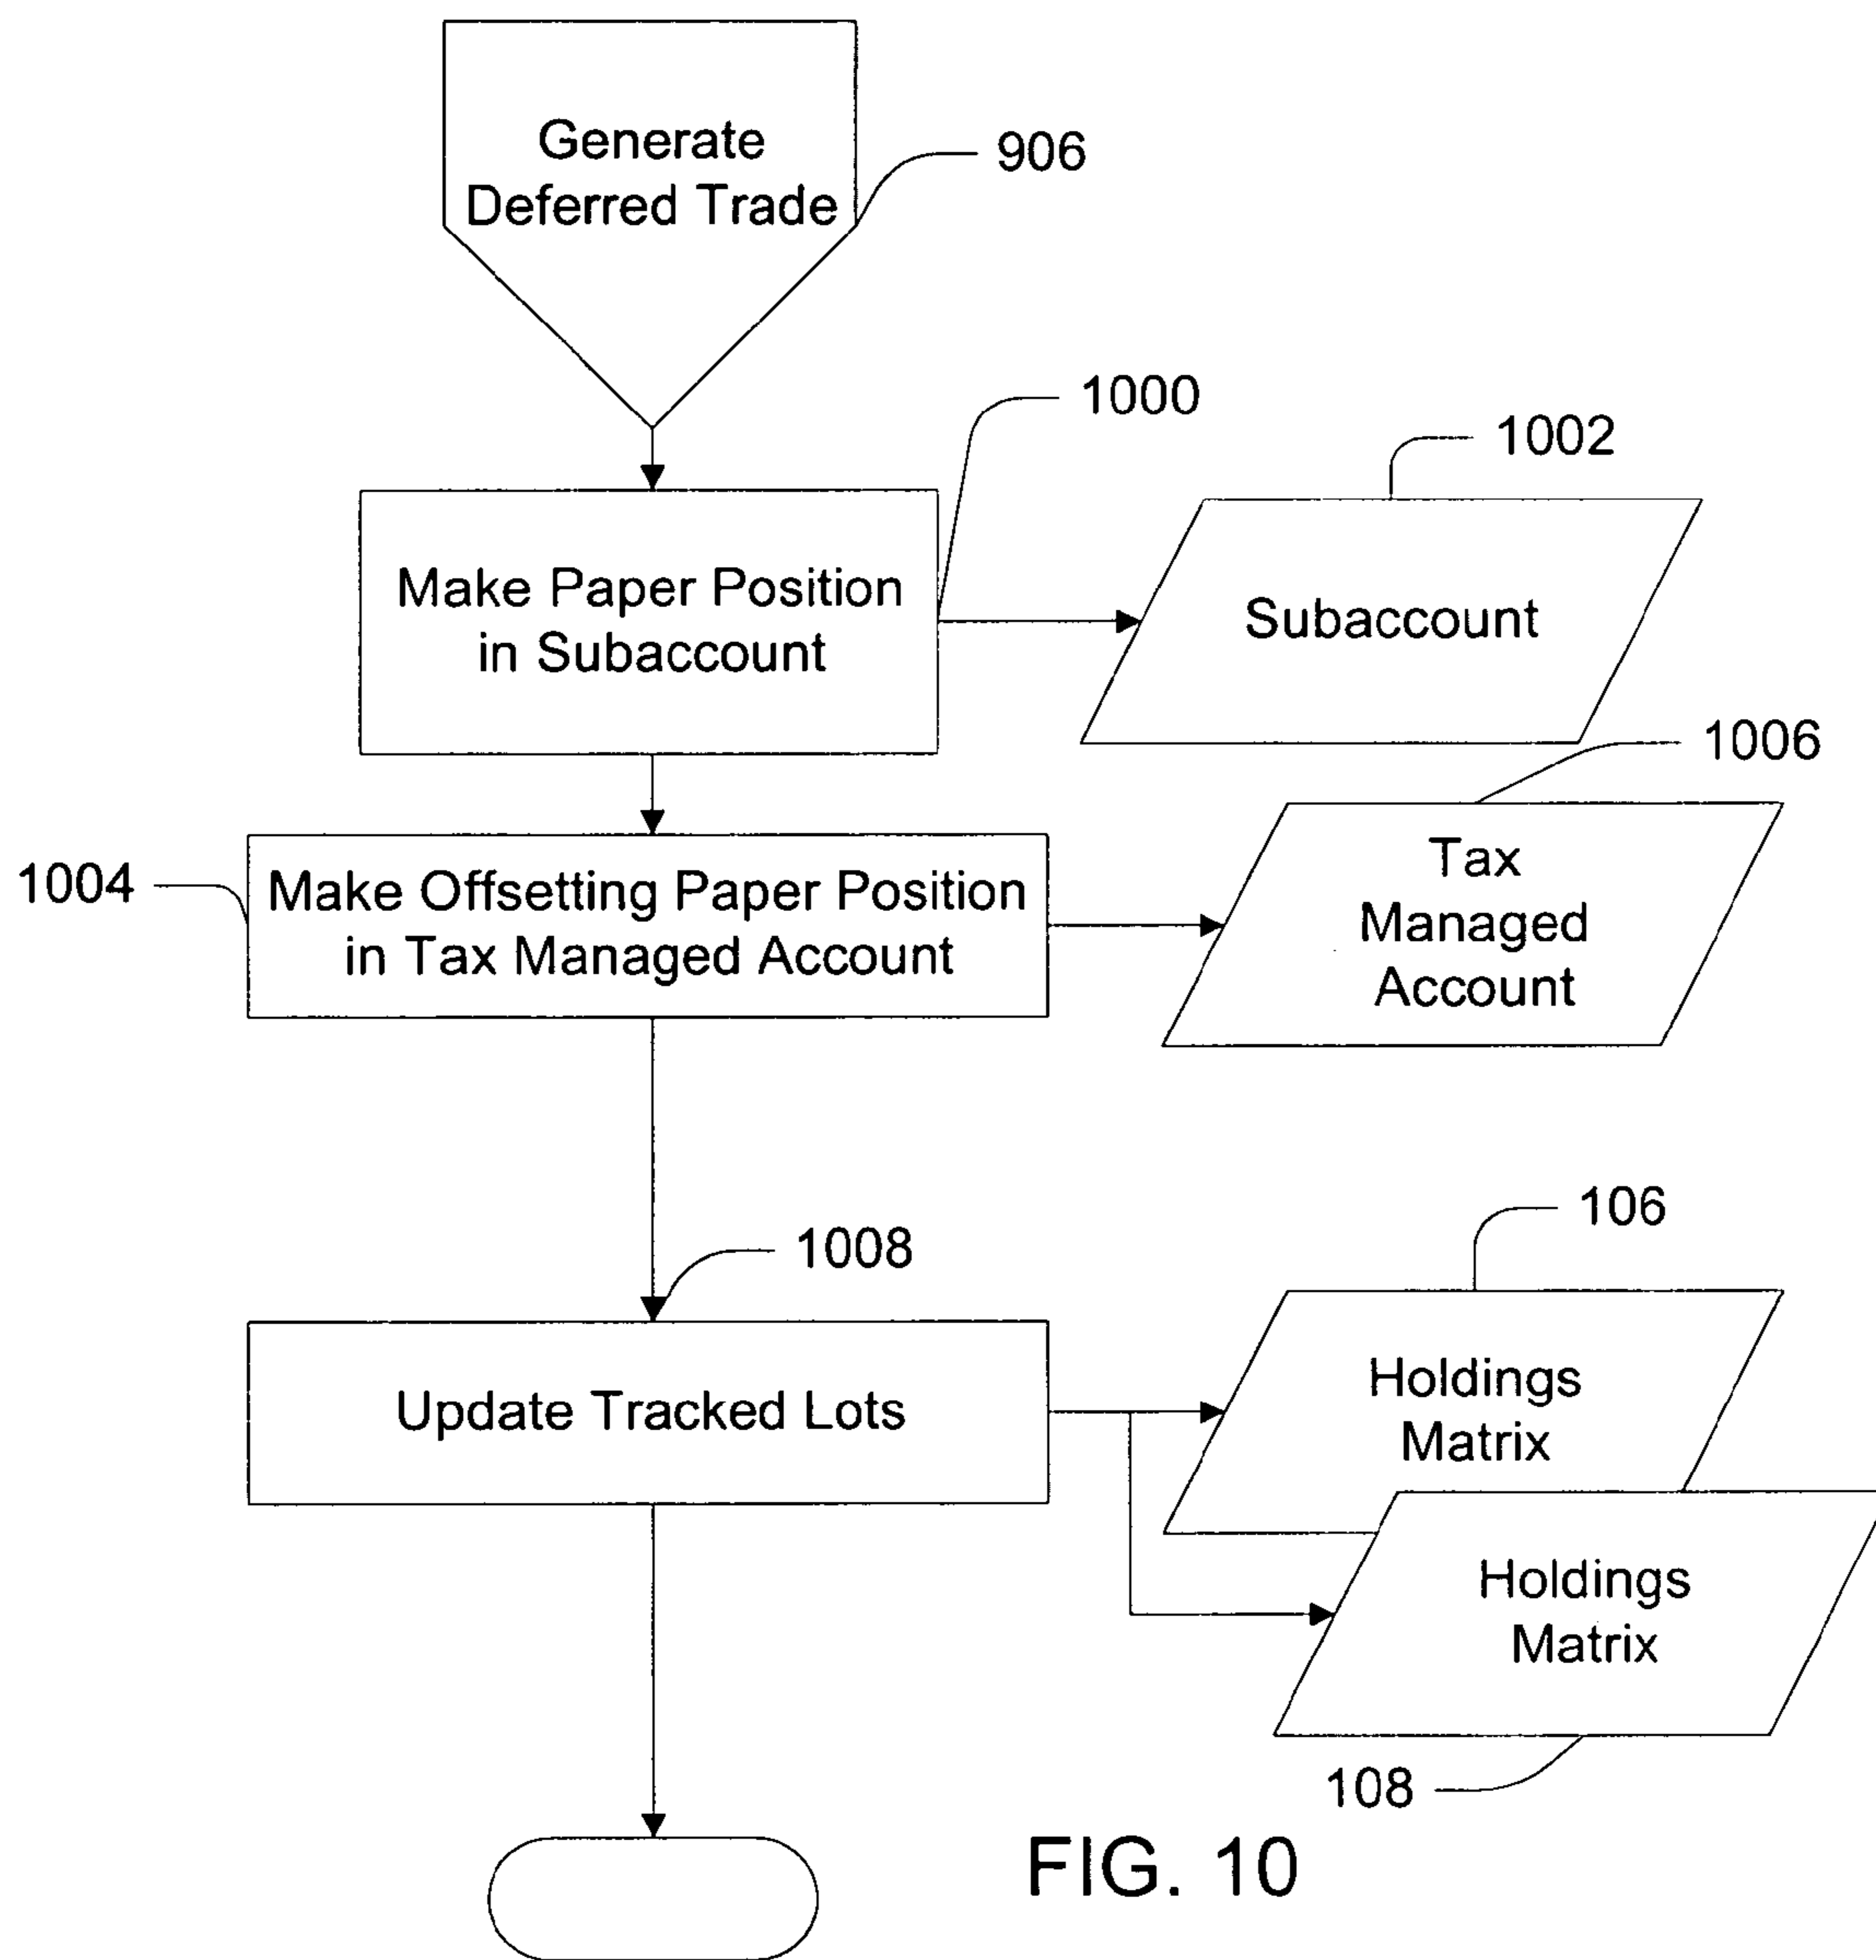 Generate
Deferred Trade
906
1000
1002
Make Paper Position
in Subaccount
Subaccount
1006
1004
Make Offsetting Paper Position
in Tax Managed Account
Tax
Managed
Account
106
1008
Update Tracked Lots
Holdings
Matrix
Holdings
Matrix
108
FIG. 10